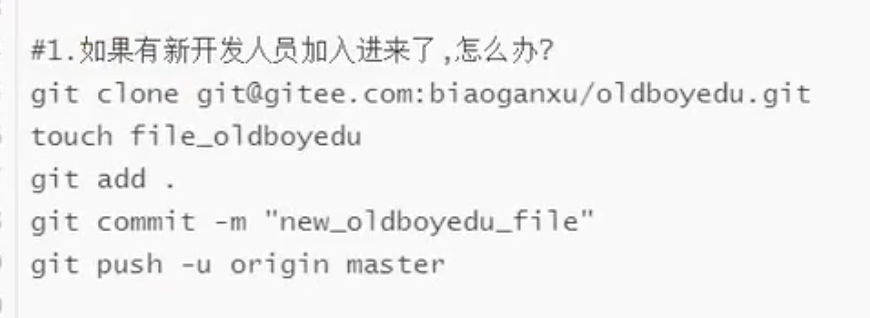 #1.如果有新开发人员加入进来了,怎么办?
git clone git@gitee.com:biaoganxu/oldboyedu.git
touch file_oldboyedu
git add .
git commit -m "new_oldboyedu_file"
git push -u origin master